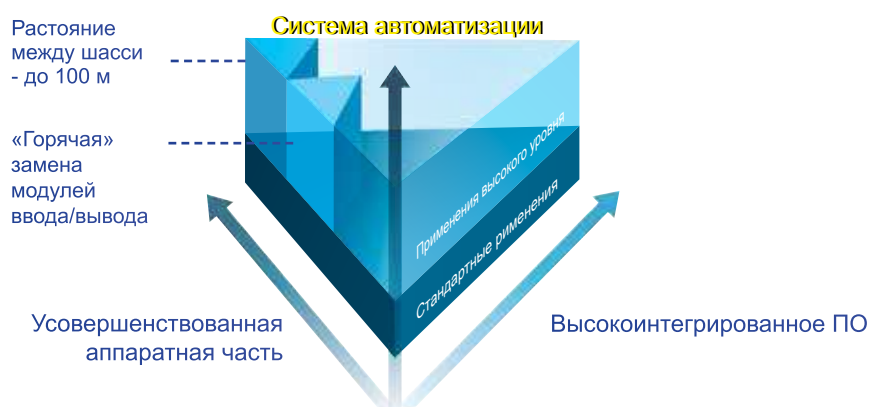 Система автоматизации
Растояние
между шасси
- до 100 м
«Горячая»
замена
модулей
ввода/вывода
Применения высокого уровня
Стандартные рименения
Усовершенствованная
аппаратная часть
Высокоинтегрированное ПО